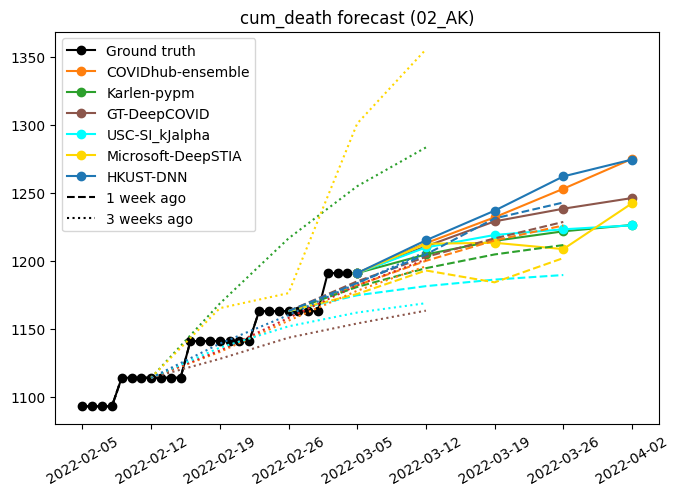 cum_death forecast (02_AK)
Ground truth
COVIDhub-ensemble
Karlen-pypm
GT-DeepCOVID
USC-SI_kJalpha
Microsoft-DeepSTIA
HKUST-DNN
1 week ago
3 weeks ago
1350
1300
1250
1200
1150
1100
2022-02-05
2022-02-12
2022-02-19
2022-02-26
2022-03-05
2022-03-12
2022-03-19
2022-03-26
2022-04-02